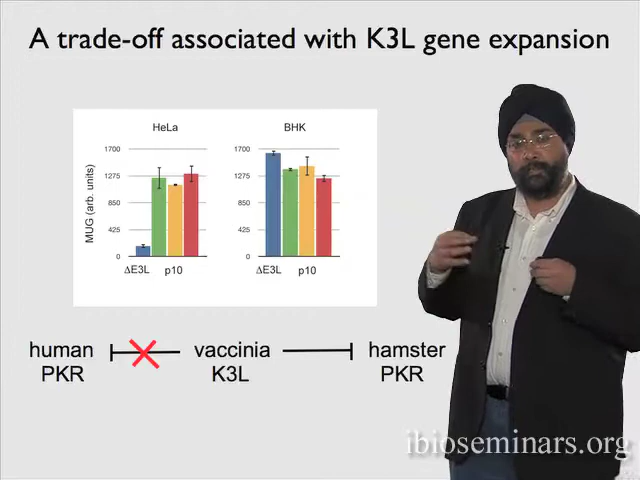 A trade-off associated with K3L gene expansion
HeLa
BHK
MUG (arb. units)
1700
1275
850
425
0
ΔE3L
p10
1700
1275
850
425
0
ΔE3L
p10
human
PKR
vaccinia
K3L
hamster
PKR
ibioseminars.org